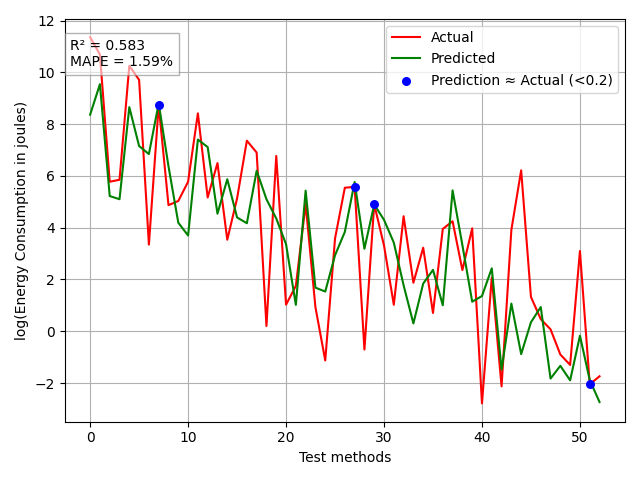 R² = 0.583
MAPE = 1.59%
Actual
Predicted
Prediction ≈ Actual (<0.2)
log(Energy Consumption in joules)
12
10
8
6
4
2
0
−2
0
10
20
30
40
50
Test methods